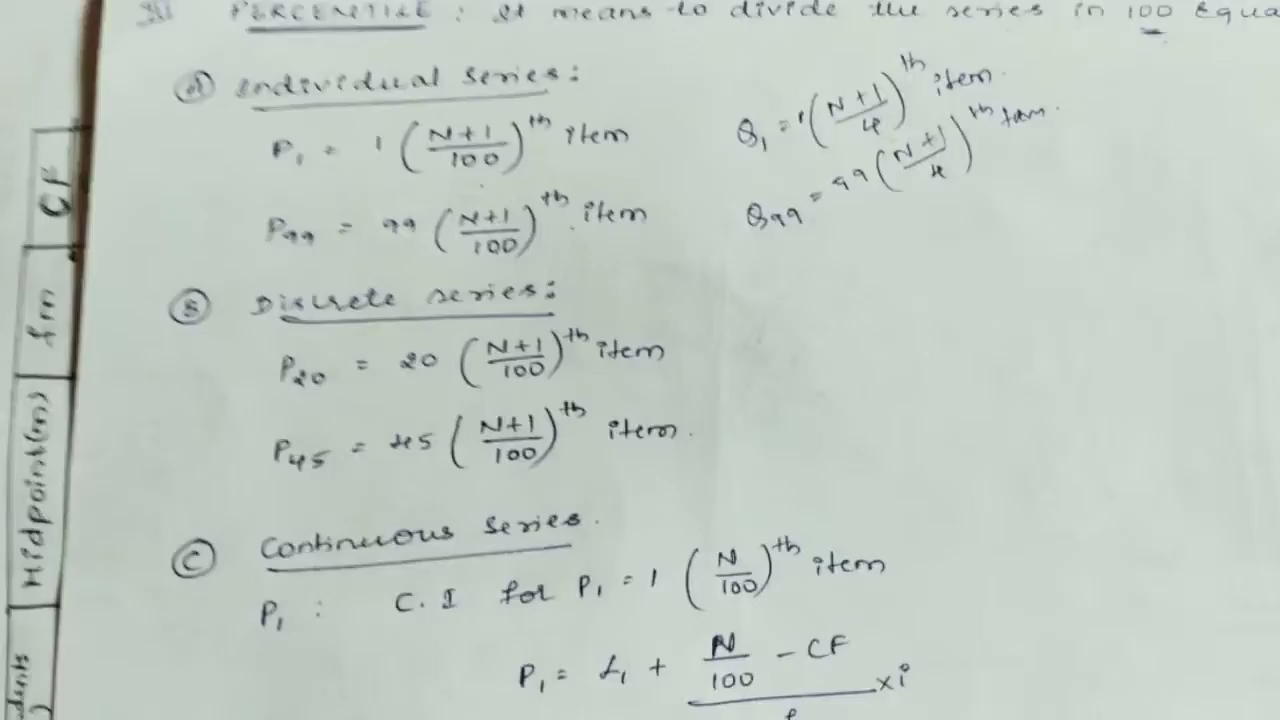 PERCENTILE : It means to divide the series in 100 Equa
A Individual series:
P₁ = 1 (N+1/100)ᵗʰ item
Q₁ = 1 (N+1/4)ᵗʰ item.
P₉₉ = 99 (N+1/100)ᵗʰ item
Q₉₉ = 99 (N+1/4)ᵗʰ item.
B Discrete series:
P₂₀ = 20 (N+1/100)ᵗʰ item
P₄₅ = 45 (N+1/100)ᵗʰ item.
C Continuous Series.
P₁ : C.I for P₁ = 1 (N/100)ᵗʰ item
P₁ = L₁ + N/100 - CF / f × i
CF
fm
Midpoint(m)
dents
)